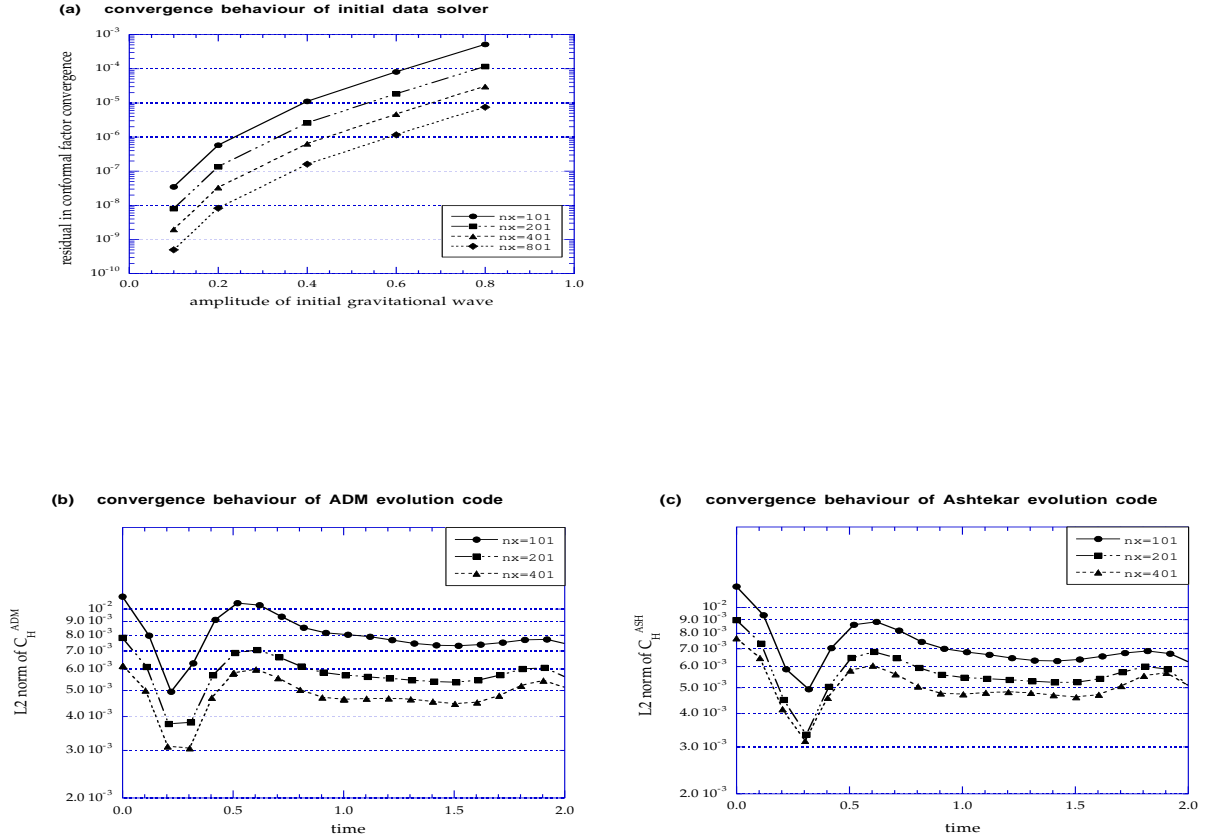 (a) convergence behaviour of initial data solver
residual in conformal factor convergence
10^-3
10^-4
10^-5
10^-6
10^-7
10^-8
10^-9
10^-10
nx=101
nx=201
nx=401
nx=801
0.0 0.2 0.4 0.6 0.8 1.0
amplitude of initial gravitational wave
(b) convergence behaviour of ADM evolution code
L2 norm of C_H^ADM
nx=101
nx=201
nx=401
10^-2
9.0 10^-3
8.0 10^-3
7.0 10^-3
6.0 10^-3
5.0 10^-3
4.0 10^-3
3.0 10^-3
2.0 10^-3
0.0 0.5 1.0 1.5 2.0
time
(c) convergence behaviour of Ashtekar evolution code
L2 norm of C_H^ASH
nx=101
nx=201
nx=401
10^-2
9.0 10^-3
8.0 10^-3
7.0 10^-3
6.0 10^-3
5.0 10^-3
4.0 10^-3
3.0 10^-3
2.0 10^-3
0.0 0.5 1.0 1.5 2.0
time